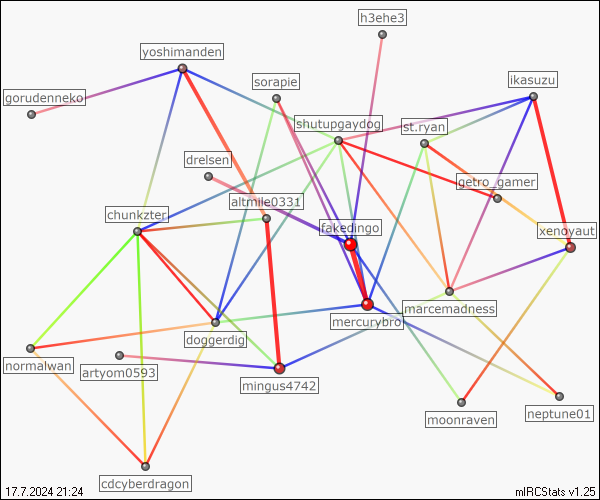 h3ehe3
yoshimanden
sorapie
ikasuzu
gorudenneko
shutupgaydog
st.ryan
drelsen
getro_gamer
altmile0331
chunkzter
fakedingo
xenoyaut
mercurybro
marcemadness
doggerdig
normalwan
artyom0593
mingus4742
moonraven
neptune01
cdcyberdragon
17.7.2024 21:24
mIRCStats v1.25